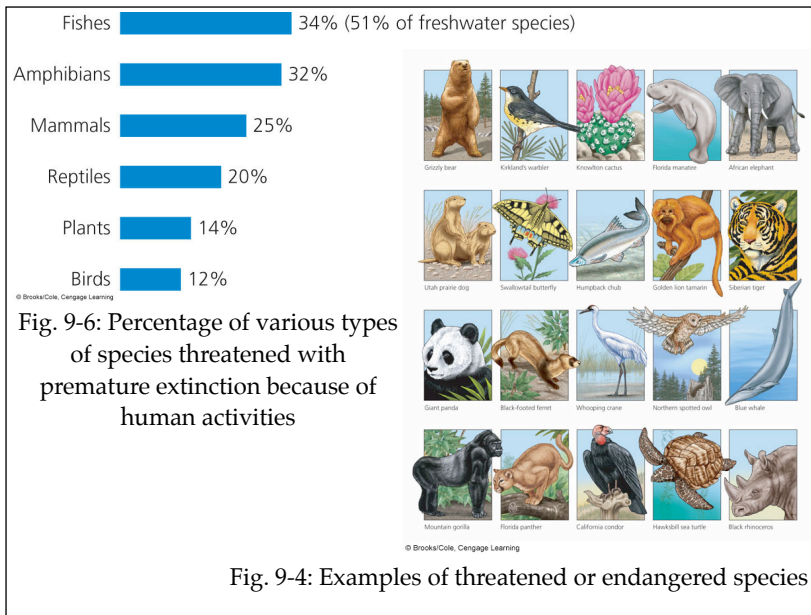 Fishes 34% (51% of freshwater species)
Amphibians 32%
Mammals 25%
Reptiles 20%
Plants 14%
Birds 12%
© Brooks/Cole, Cengage Learning
Fig. 9-6: Percentage of various types
of species threatened with
premature extinction because of
human activities
Grizzly bear Kirkland's warbler Knowlton cactus Florida manatee African elephant
Utah prairie dog Swallowtail butterfly Humpback chub Golden lion tamarin Siberian tiger
Giant panda Black-footed ferret Whooping crane Northern spotted owl Blue whale
Mountain gorilla Florida panther California condor Hawksbill sea turtle Black rhinoceros
© Brooks/Cole, Cengage Learning
Fig. 9-4: Examples of threatened or endangered species